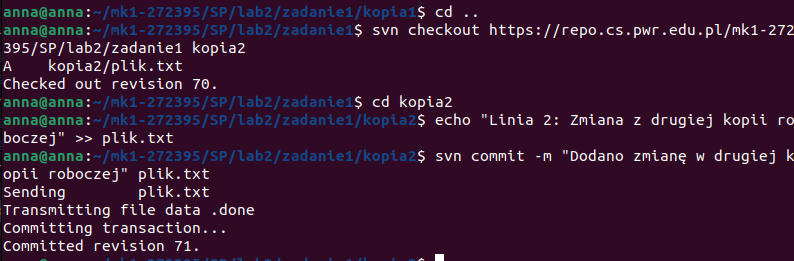 anna@anna:~/mk1-272395/SP/lab2/zadanie1/kopia1$ cd ..
anna@anna:~/mk1-272395/SP/lab2/zadanie1$ svn checkout https://repo.cs.pwr.edu.pl/mk1-272
395/SP/lab2/zadanie1 kopia2
A    kopia2/plik.txt
Checked out revision 70.
anna@anna:~/mk1-272395/SP/lab2/zadanie1$ cd kopia2
anna@anna:~/mk1-272395/SP/lab2/zadanie1/kopia2$ echo "Linia 2: Zmiana z drugiej kopii ro
boczej" >> plik.txt
anna@anna:~/mk1-272395/SP/lab2/zadanie1/kopia2$ svn commit -m "Dodano zmianę w drugiej k
opii roboczej" plik.txt
Sending        plik.txt
Transmitting file data .done
Committing transaction...
Committed revision 71.
anna@anna:~/mk1-272395/SP/lab2/zadanie1/kopia2$